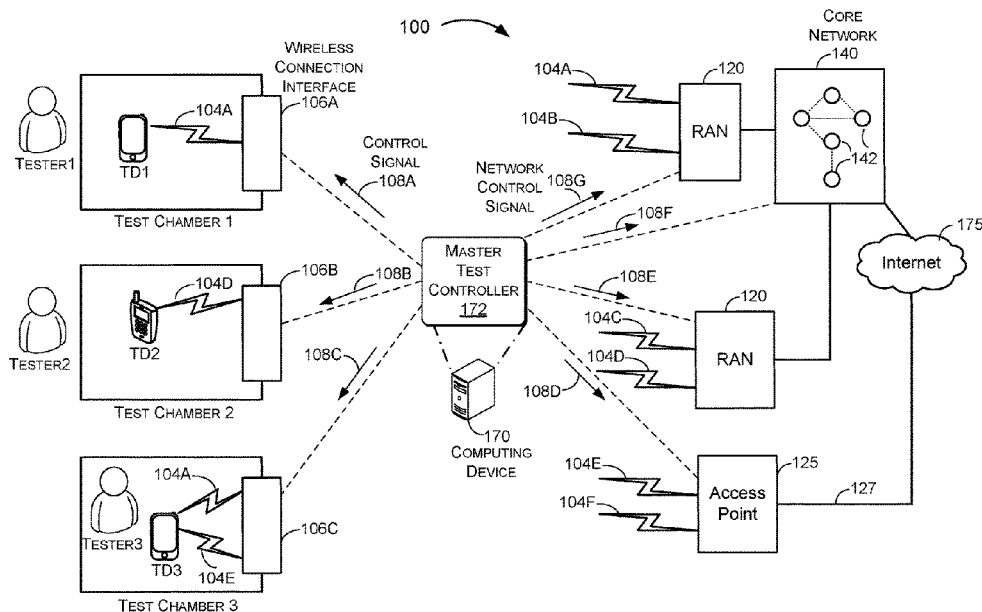 100
CORE
NETWORK
140
WIRELESS
CONNECTION
INTERFACE
106A
104A
TD1
TESTER1
TEST CHAMBER 1
CONTROL
SIGNAL
108A
104A
104B
120
RAN
142
NETWORK
CONTROL
SIGNAL
108G
108F
175
Internet
MASTER
TEST
CONTROLLER
172
106B
104D
TD2
TESTER2
TEST CHAMBER 2
108B
108E
104C
104D
120
RAN
108C
108D
170
COMPUTING
DEVICE
104A
TESTER3
TD3
104E
106C
TEST CHAMBER 3
104E
104F
125
Access
Point
127